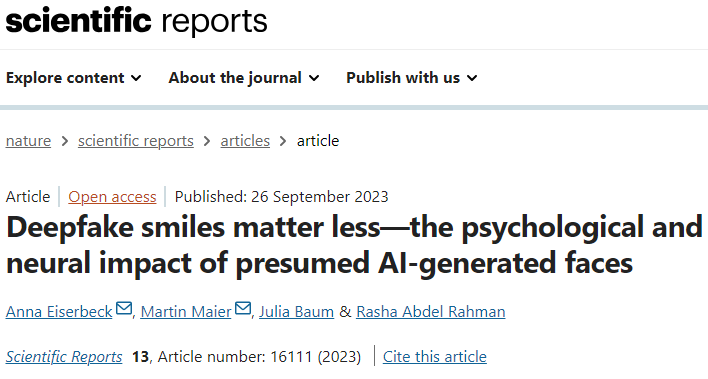 scientific reports
Explore content About the journal Publish with us
nature > scientific reports > articles > article
Article | Open access | Published: 26 September 2023
Deepfake smiles matter less—the psychological and
neural impact of presumed AI-generated faces
Anna Eiserbeck, Martin Maier, Julia Baum & Rasha Abdel Rahman
Scientific Reports 13, Article number: 16111 (2023) | Cite this article